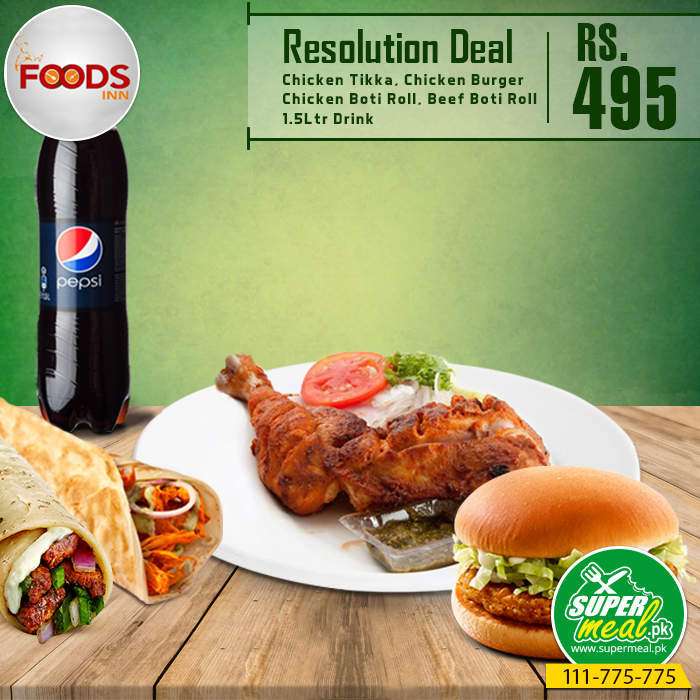 FOODS
INN
Resolution Deal
Chicken Tikka, Chicken Burger
Chicken Boti Roll, Beef Boti Roll
1.5Ltr Drink
RS.
495
pepsi
SUPER
meal.pk
www.supermeal.pk
111-775-775